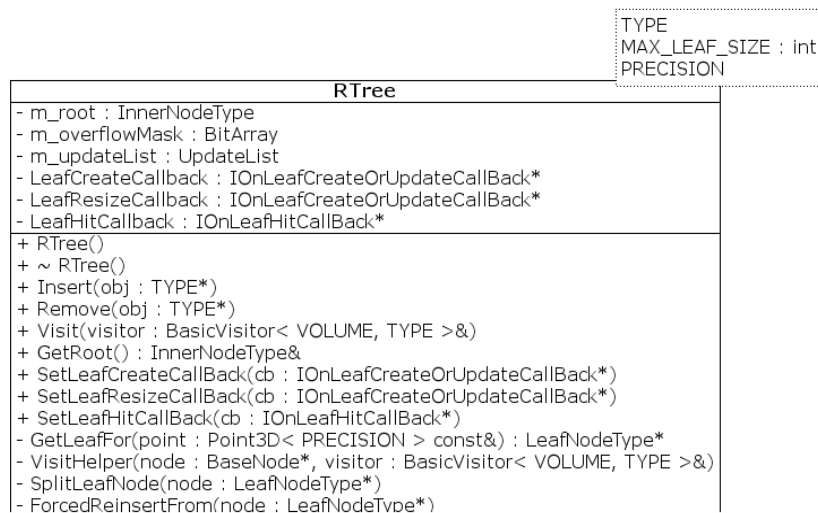 TYPE
MAX_LEAF_SIZE : int
PRECISION
RTree
- m_root : InnerNodeType
- m_overflowMask : BitArray
- m_updateList : UpdateList
- LeafCreateCallback : IOnLeafCreateOrUpdateCallBack*
- LeafResizeCallback : IOnLeafCreateOrUpdateCallBack*
- LeafHitCallback : IOnLeafHitCallBack*
+ RTree()
+ ~ RTree()
+ Insert(obj : TYPE*)
+ Remove(obj : TYPE*)
+ Visit(visitor : BasicVisitor< VOLUME, TYPE >&)
+ GetRoot() : InnerNodeType&
+ SetLeafCreateCallBack(cb : IOnLeafCreateOrUpdateCallBack*)
+ SetLeafResizeCallBack(cb : IOnLeafCreateOrUpdateCallBack*)
+ SetLeafHitCallBack(cb : IOnLeafHitCallBack*)
- GetLeafFor(point : Point3D< PRECISION > const&) : LeafNodeType*
- VisitHelper(node : BaseNode*, visitor : BasicVisitor< VOLUME, TYPE >&)
- SplitLeafNode(node : LeafNodeType*)
- ForcedReinsertFrom(node : LeafNodeType*)